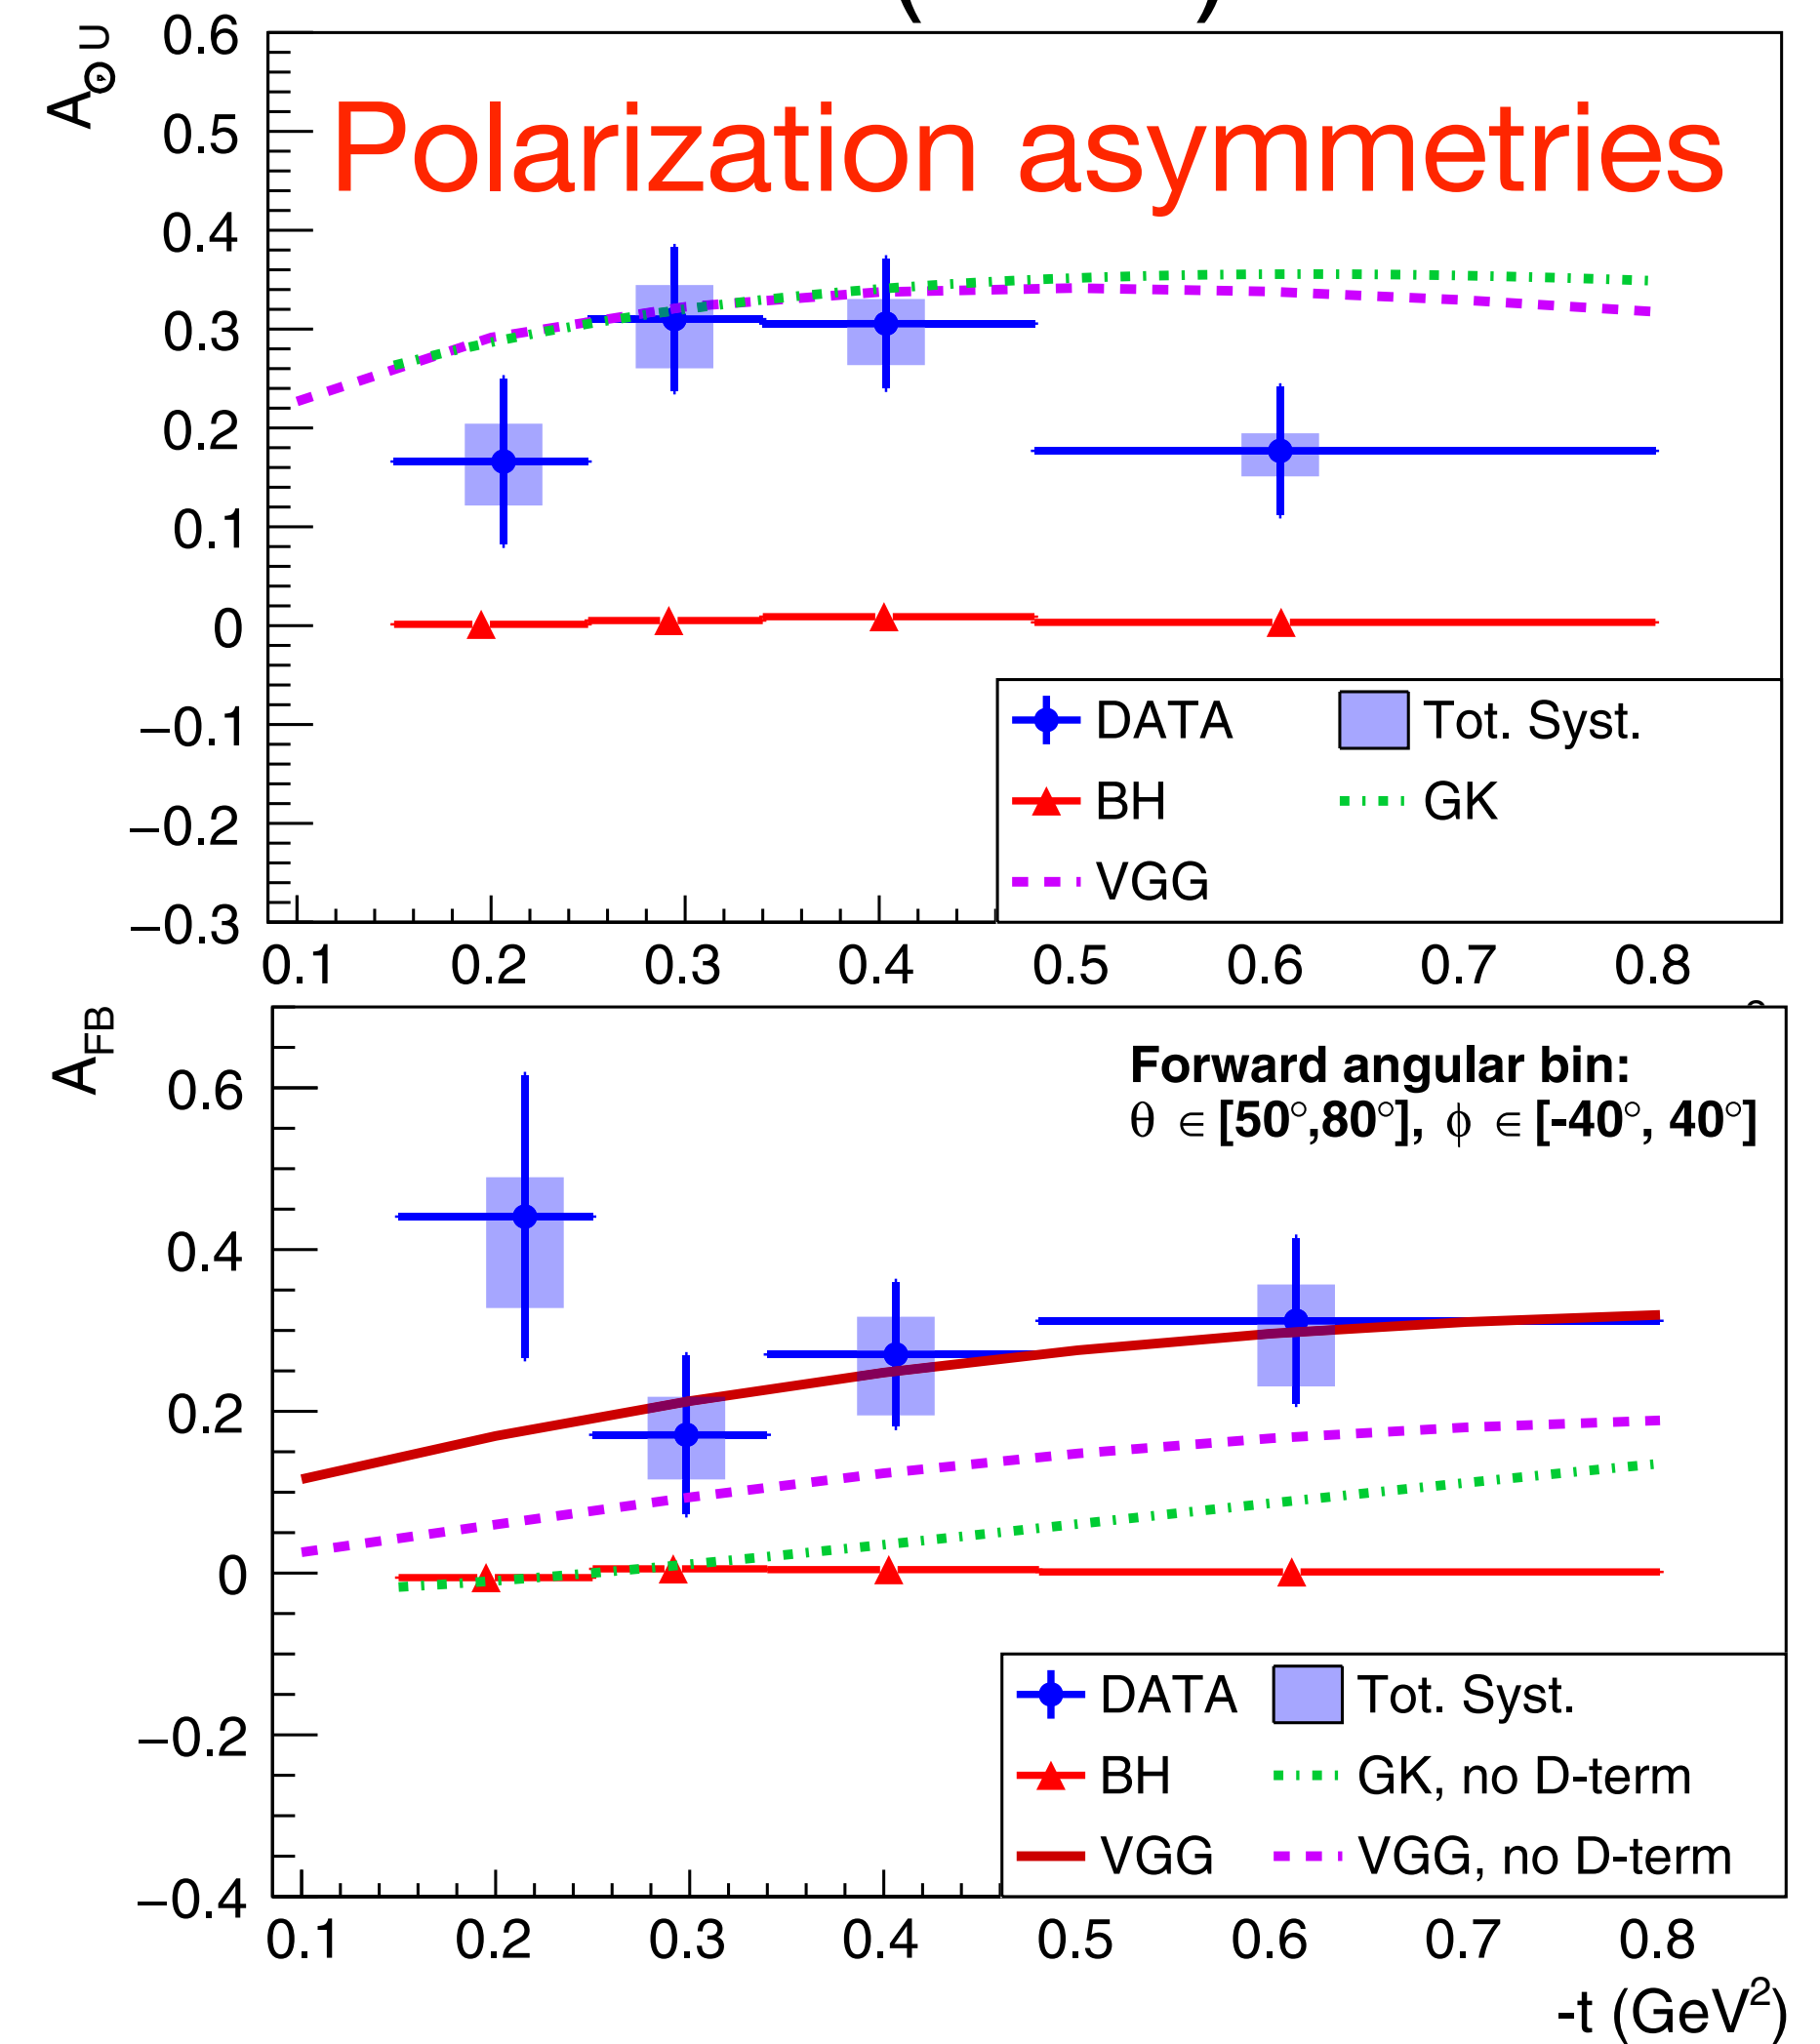 A⊙U
0.6
0.5
0.4
0.3
0.2
0.1
0
−0.1
−0.2
−0.3
Polarization asymmetries
DATA Tot. Syst.
BH GK
VGG
0.1 0.2 0.3 0.4 0.5 0.6 0.7 0.8
AFB
0.6
0.4
0.2
0
−0.2
−0.4
Forward angular bin:
θ ∈ [50°,80°], ϕ ∈ [-40°, 40°]
DATA Tot. Syst.
BH GK, no D-term
VGG VGG, no D-term
0.1 0.2 0.3 0.4 0.5 0.6 0.7 0.8
-t (GeV²)